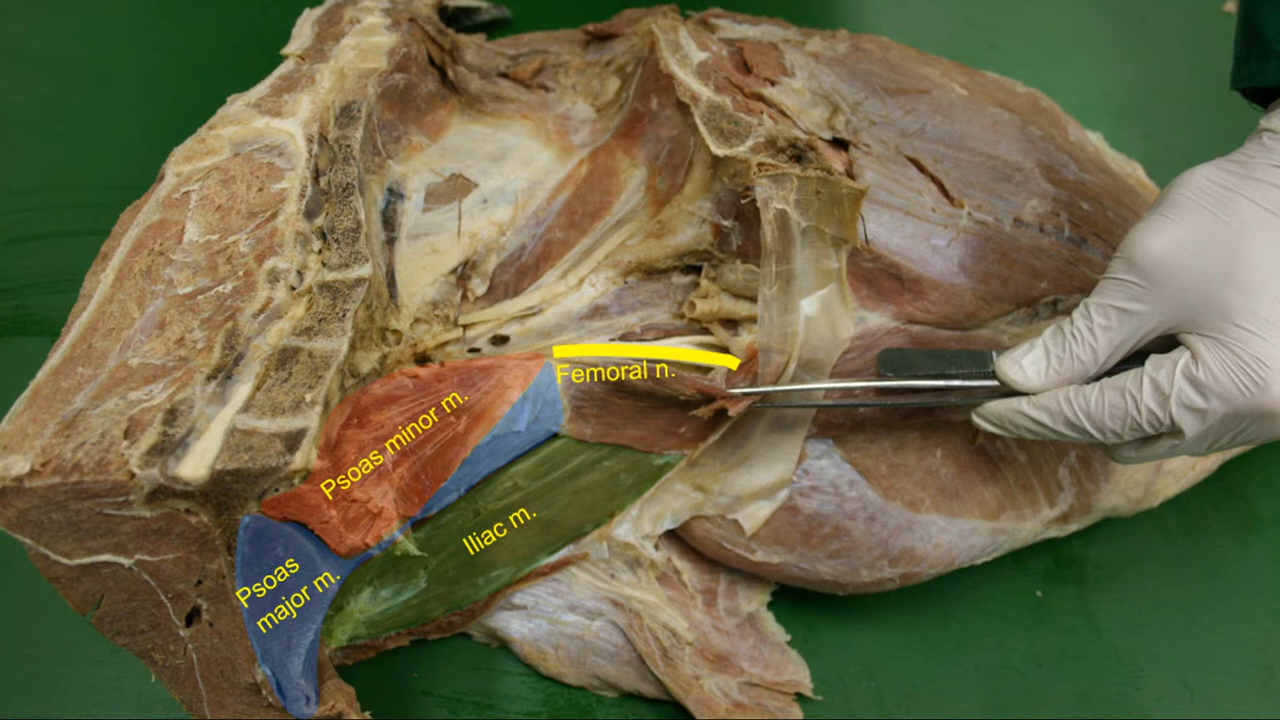 Femoral n.
Psoas minor m.
Iliac m.
Psoas
major m.